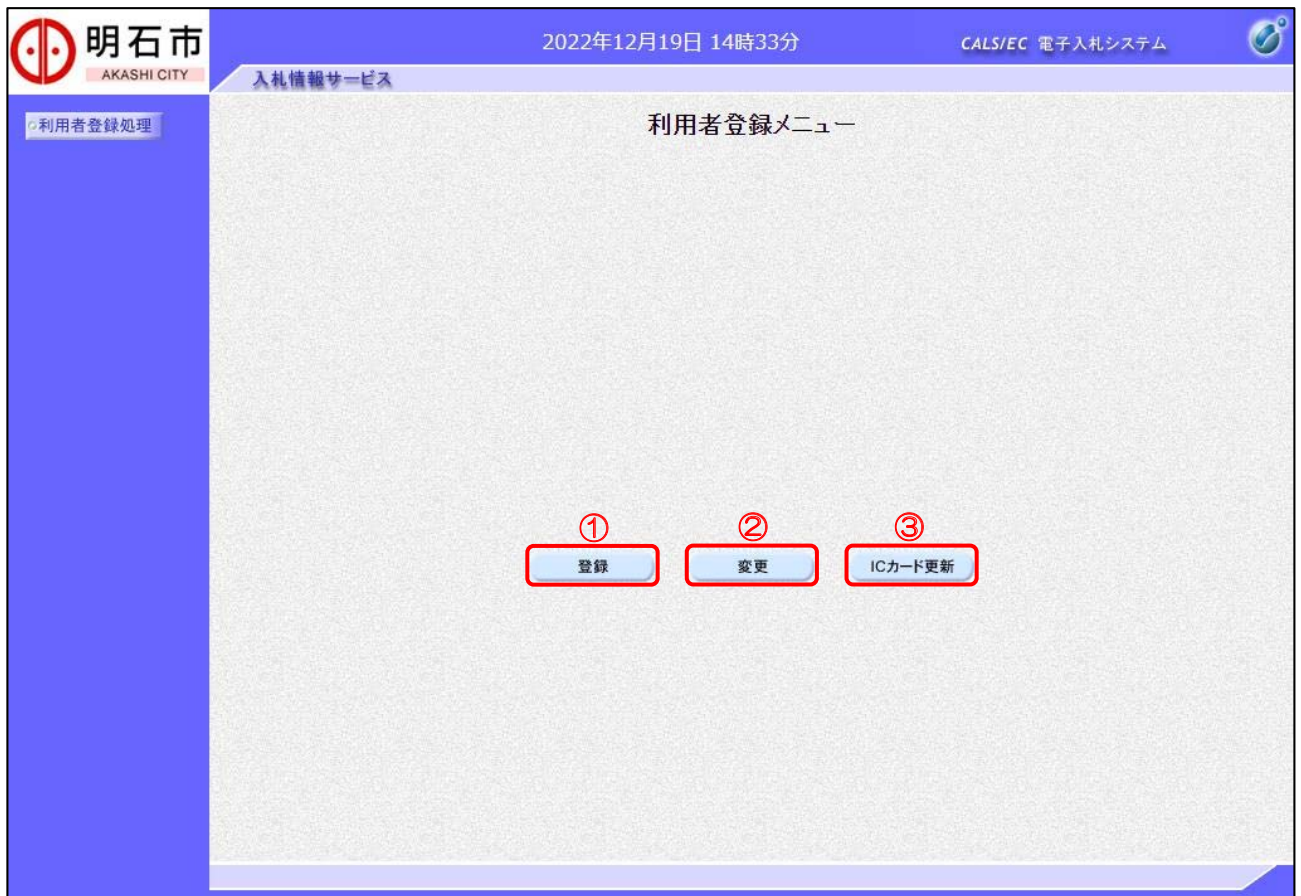 明石市
AKASHI CITY
2022年12月19日 14時33分
CALS/EC 電子入札システム
入札情報サービス
利用者登録処理
利用者登録メニュー
① ② ③
登録 変更 ICカード更新